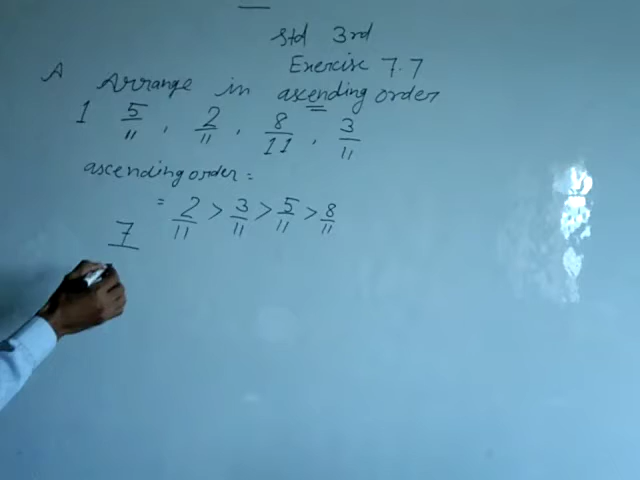 Std 3rd
Exercise 7.7
A Arrange in ascending order
1 5/11, 2/11, 8/11, 3/11
ascending order =
= 2/11 > 3/11 > 5/11 > 8/11
7